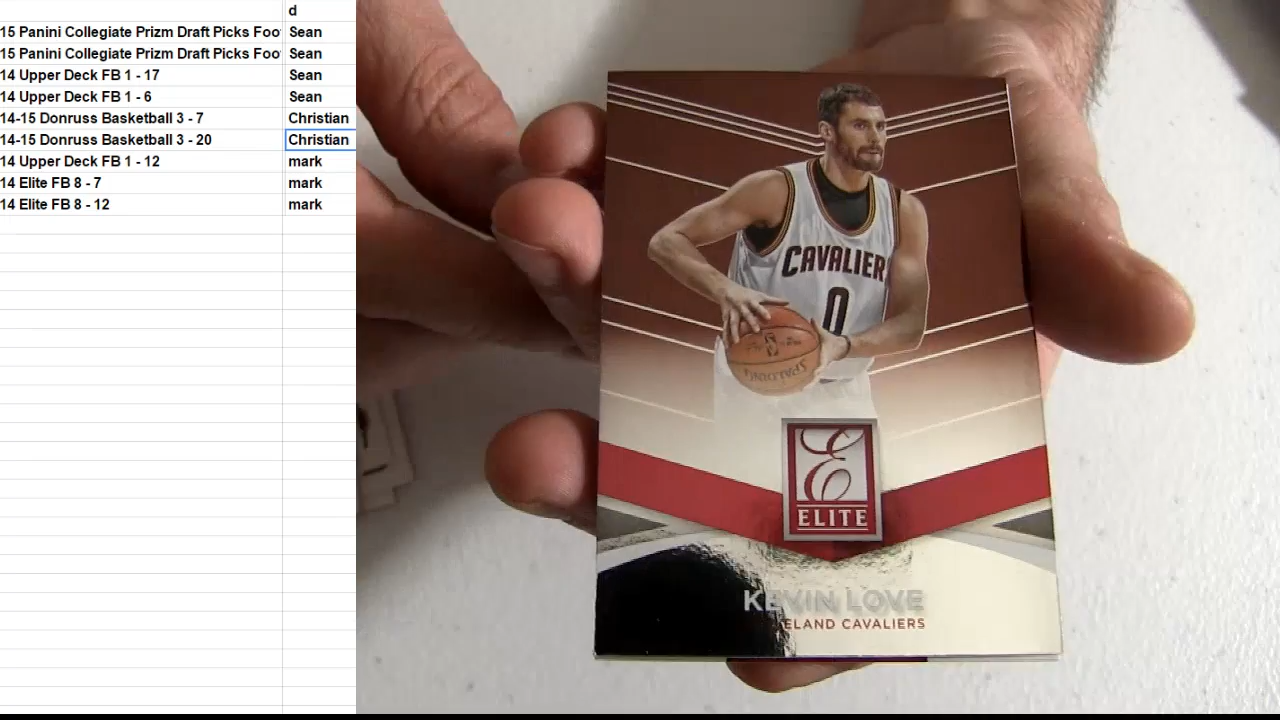 d
15 Panini Collegiate Prizm Draft Picks Foo Sean
15 Panini Collegiate Prizm Draft Picks Foo Sean
14 Upper Deck FB 1 - 17 Sean
14 Upper Deck FB 1 - 6 Sean
14-15 Donruss Basketball 3 - 7 Christian
14-15 Donruss Basketball 3 - 20 Christian
14 Upper Deck FB 1 - 12 mark
14 Elite FB 8 - 7 mark
14 Elite FB 8 - 12 mark
CAVALIER
0
SPALDING
E
ELITE
KEVIN LOVE
ELAND CAVALIERS